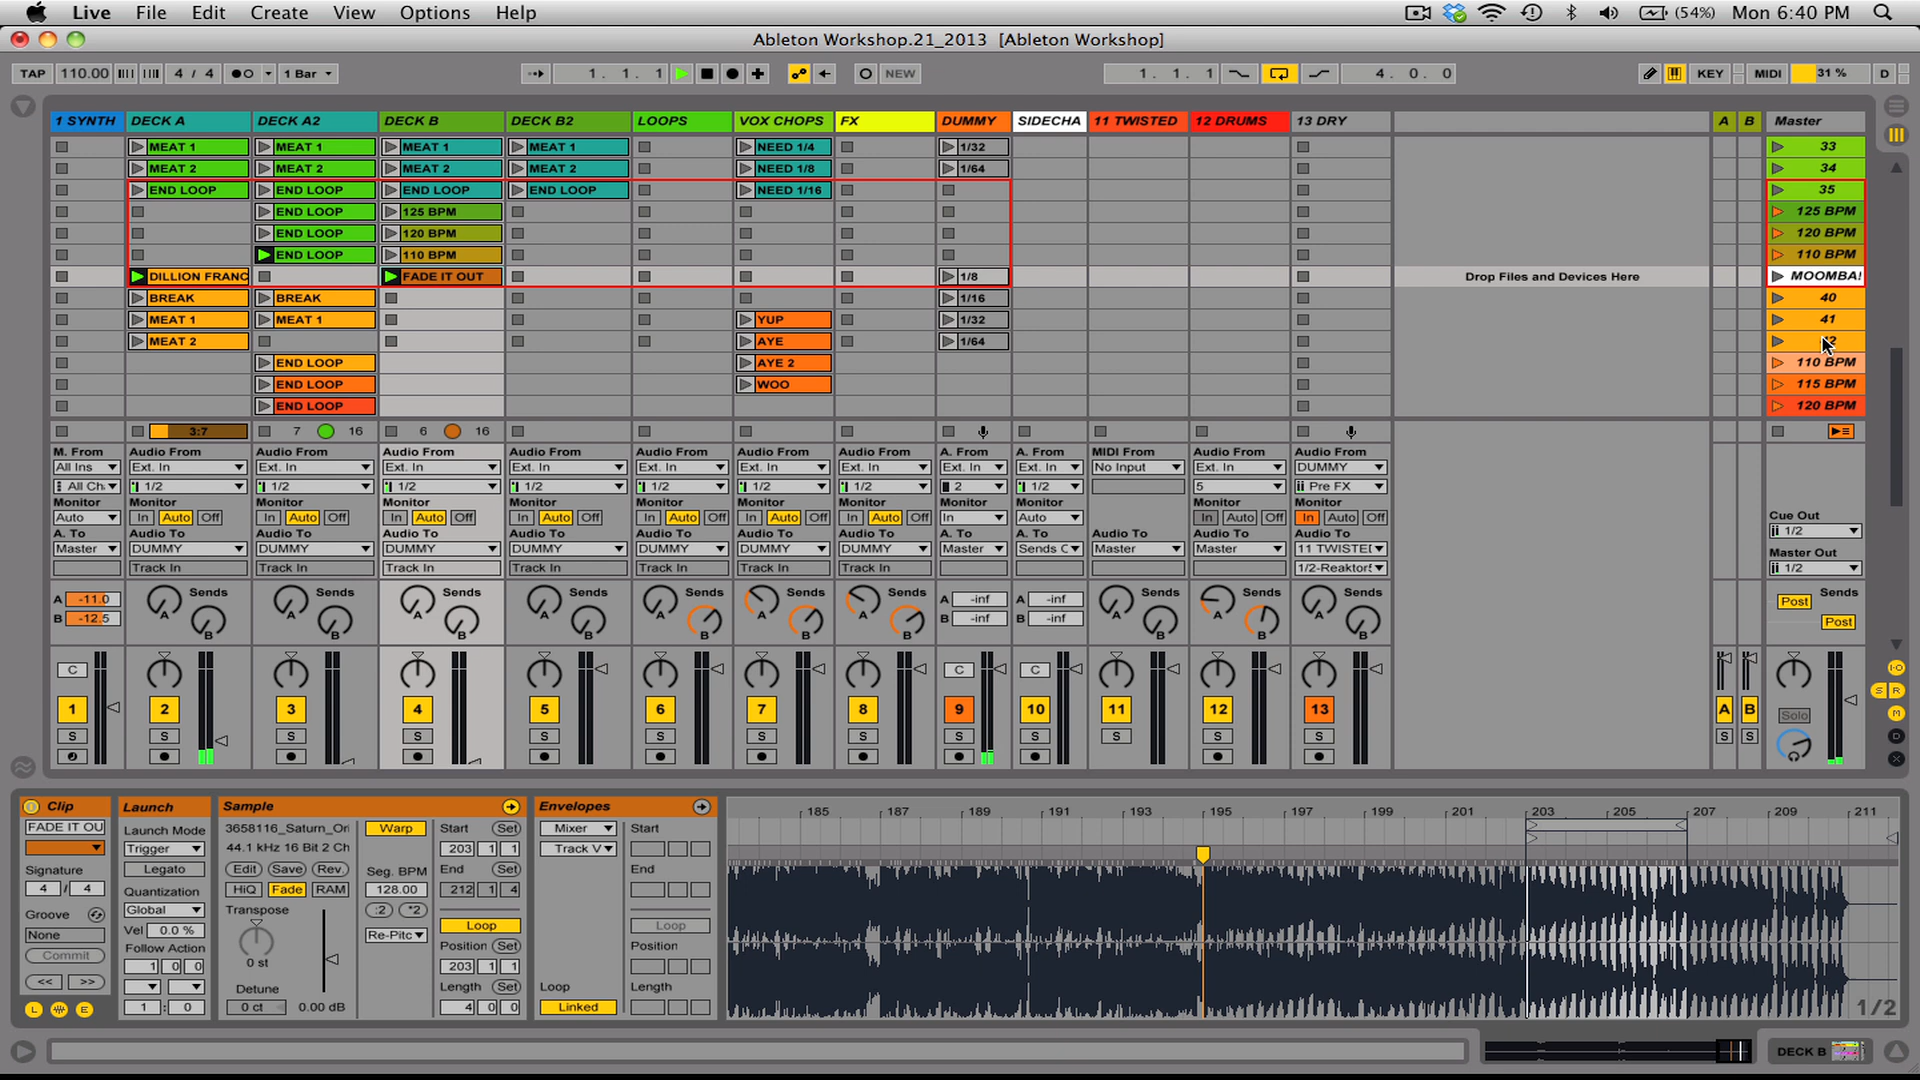 Live File Edit Create View Options Help (54%) Mon 6:40 PM
Ableton Workshop.21_2013 [Ableton Workshop]
TAP 110.00 4 / 4 1 Bar 1. 1. 1 NEW 1. 1. 1 4. 0. 0 KEY MIDI 31 % D
1 SYNTH DECK A DECK A2 DECK B DECK B2 LOOPS VOX CHOPS FX DUMMY SIDECHA 11 TWISTED 12 DRUMS 13 DRY A B Master
MEAT 1 MEAT 1 MEAT 1 MEAT 1 NEED 1/4 1/32 33
MEAT 2 MEAT 2 MEAT 2 MEAT 2 NEED 1/8 1/64 34
END LOOP END LOOP END LOOP END LOOP NEED 1/16 35
END LOOP 125 BPM 125 BPM
END LOOP 120 BPM 120 BPM
END LOOP 110 BPM 110 BPM
DILLION FRANC FADE IT OUT 1/8 Drop Files and Devices Here MOOMBA!
BREAK BREAK 1/16 40
MEAT 1 MEAT 1 YUP 1/32 41
MEAT 2 AYE 1/64
END LOOP AYE 2 110 BPM
END LOOP WOO 115 BPM
END LOOP 120 BPM
3:7 7 16 6 16
M. From Audio From Audio From Audio From Audio From Audio From Audio From Audio From A. From A. From MIDI From Audio From Audio From
All Ins Ext. In Ext. In Ext. In Ext. In Ext. In Ext. In Ext. In Ext. In Ext. In No Input Ext. In DUMMY
All Ch 1/2 1/2 1/2 1/2 1/2 1/2 1/2 2 1/2 5 Pre FX
Monitor Monitor Monitor Monitor Monitor Monitor Monitor Monitor Monitor Monitor Monitor Monitor
Auto In Auto Off In Auto Off In Auto Off In Auto Off In Auto Off In Auto Off In Auto Off In Auto In Auto Off In Auto Off Cue Out
1/2
A. To Audio To Audio To Audio To Audio To Audio To Audio To Audio To A. To A. To Audio To Audio To Audio To
Master DUMMY DUMMY DUMMY DUMMY DUMMY DUMMY DUMMY Master Sends Master Master 11 TWISTE Master Out
Track In Track In Track In Track In Track In Track In Track In 1/2-Reaktor 1/2
A -11.0 Sends Sends Sends Sends Sends Sends Sends A -inf A -inf Sends Sends Sends Post Sends
B -12.5 A B A B A B A B A B A B A B B -inf B -inf A B A B A B Post
C C C
1 2 3 4 5 6 7 8 9 10 11 12 13 A B Solo
S S S S S S S S S S S S S S S
Clip Launch Sample Envelopes 185 187 189 191 193 195 197 199 201 203 205 207 209 211
FADE IT OU Launch Mode 3658116_Saturn_Ori Warp Start Set Mixer Start
Trigger 44.1 kHz 16 Bit 2 Ch 203 1 1 Track V
Signature Legato Edit Save Rev. Seg. BPM End Set End
4 / 4 Quantization HiQ Fade RAM 128.00 212 1 4
Groove Global Transpose :2 *2 Loop Loop
None Vel 0.0 % Re-Pitc Position Set Position
Commit Follow Action 0 st 203 1 1
<< >> 1 0 0 Detune Length Set Loop Length
L E 1 : 0 0 ct 0.00 dB 4 0 0 Linked 1/2
DECK B